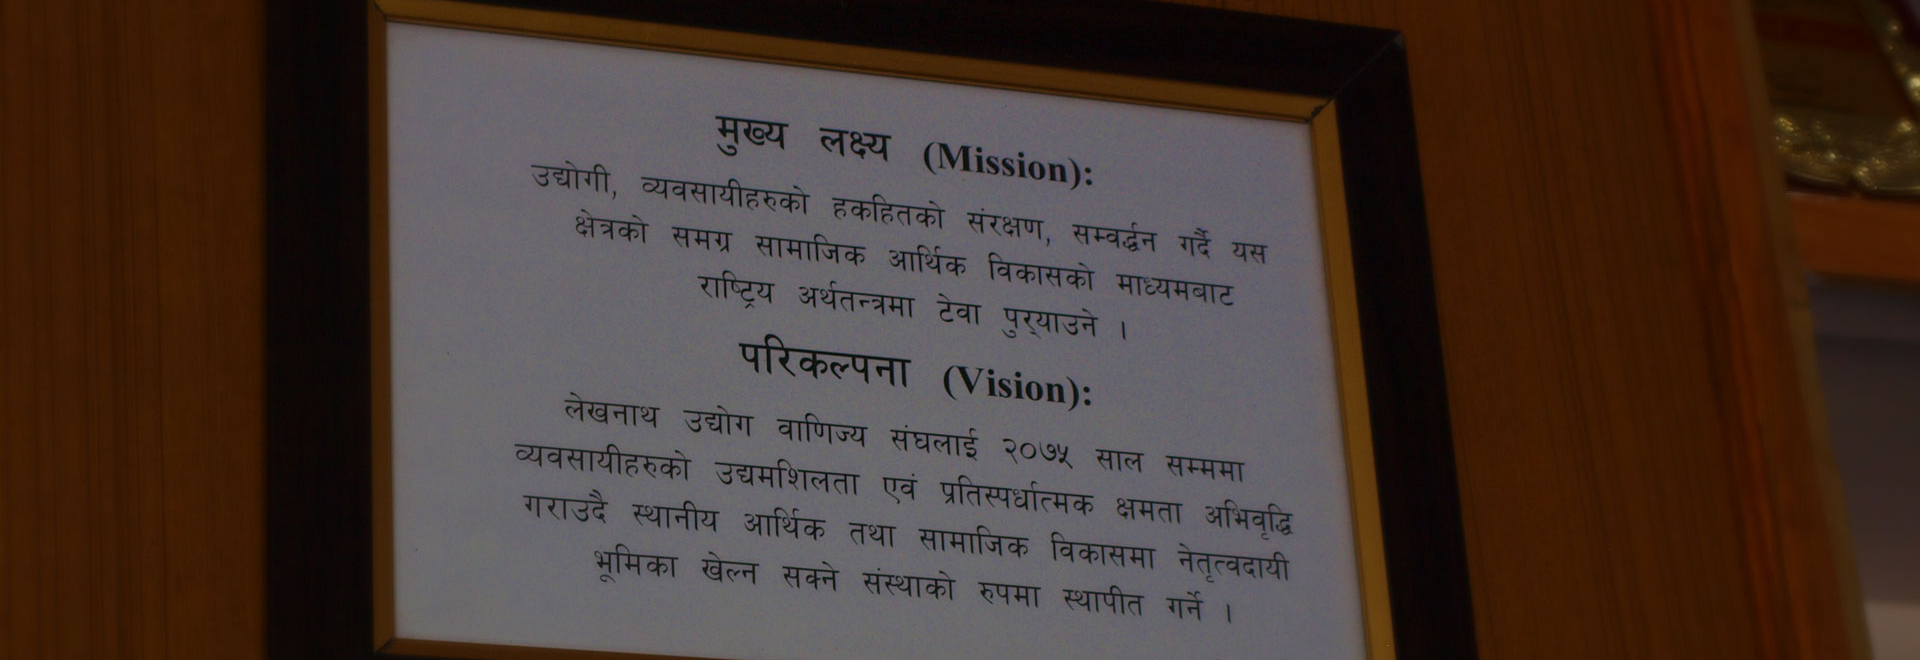 मुख्य लक्ष्य (Mission):
उद्योगी, व्यवसायीहरुको हकहितको संरक्षण, सम्वर्द्धन गर्दै यस
क्षेत्रको समग्र सामाजिक आर्थिक विकासको माध्यमबाट
राष्ट्रिय अर्थतन्त्रमा टेवा पुर्‍याउने ।
परिकल्पना (Vision):
लेखनाथ उद्योग वाणिज्य संघलाई २०७५ साल सम्ममा
व्यवसायीहरुको उद्यमशिलता एवं प्रतिस्पर्धात्मक क्षमता अभिवृद्धि
गराउदै स्थानीय आर्थिक तथा सामाजिक विकासमा नेतृत्वदायी
भूमिका खेल्न सक्ने संस्थाको रुपमा स्थापीत गर्ने ।